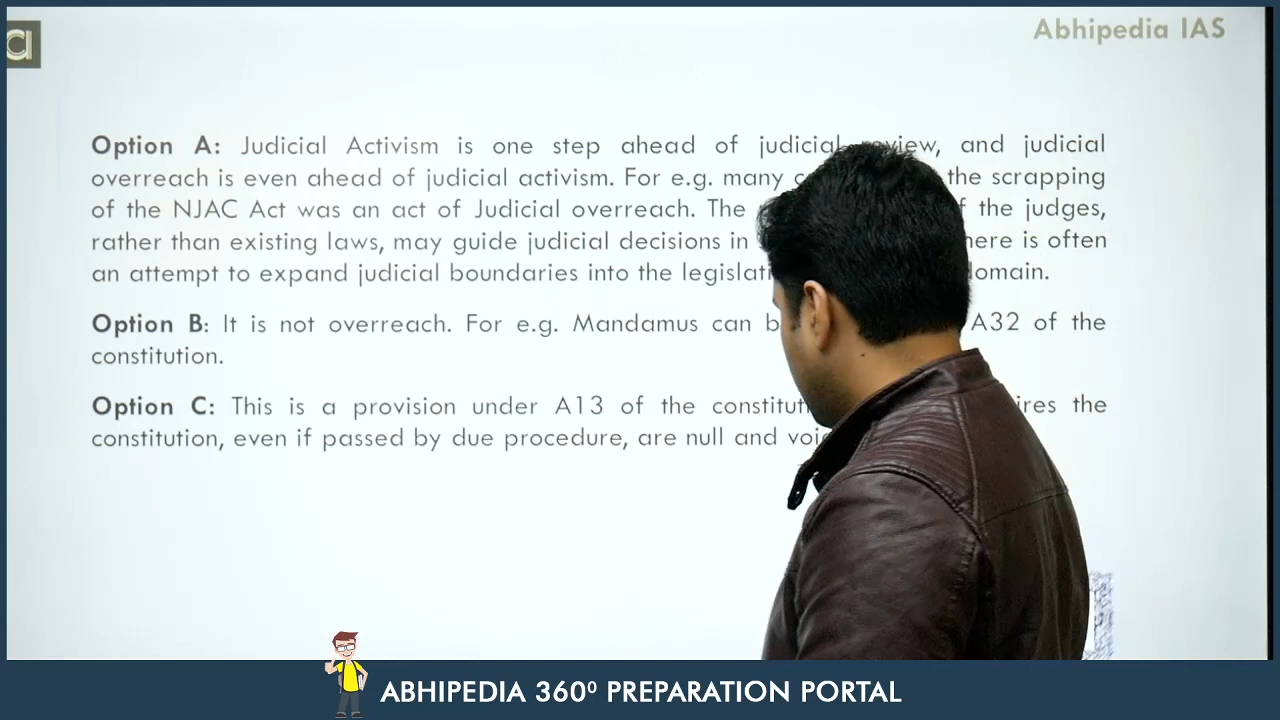 a
Abhipedia IAS
Option A: Judicial Activism is one step ahead of judicial review, and judicial
overreach is even ahead of judicial activism. For e.g. many the scrapping
of the NJAC Act was an act of Judicial overreach. The the judges,
rather than existing laws, may guide judicial decisions in is often
an attempt to expand judicial boundaries into the
Option B: It is not overreach. For e.g. Mandamus can A32 of the
constitution.
Option C: This is a provision under A13 of the the
constitution, even if passed by due procedure, are null and
ABHIPEDIA 360⁰ PREPARATION PORTAL